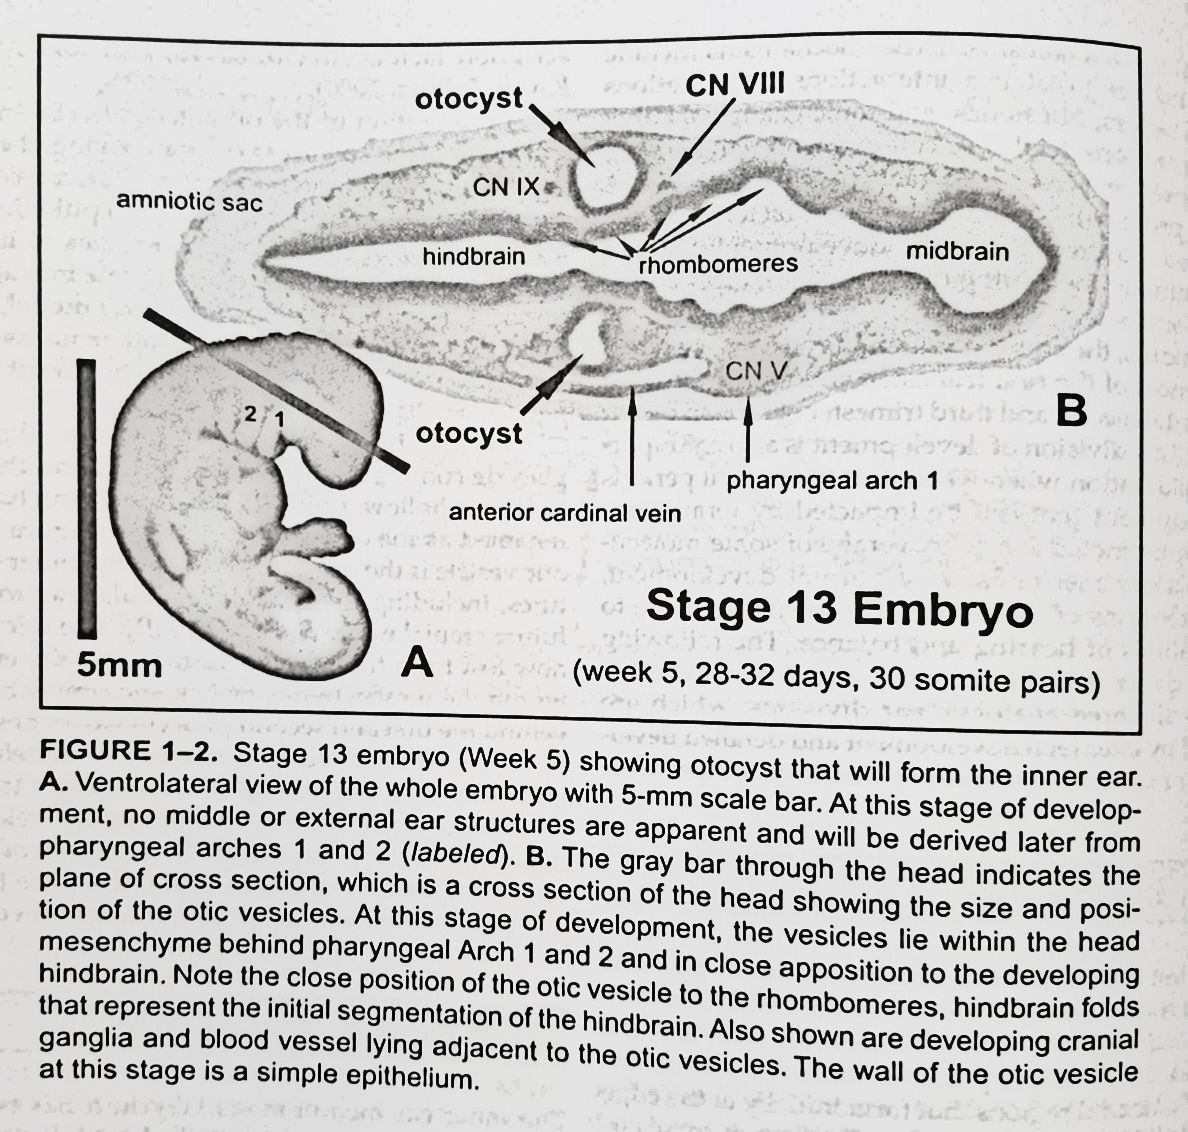 otocyst
CN VIII
CN IX
amniotic sac
hindbrain
rhombomeres
midbrain
CN V
otocyst
B
pharyngeal arch 1
anterior cardinal vein
2 1
5mm
A
Stage 13 Embryo
(week 5, 28-32 days, 30 somite pairs)
FIGURE 1–2. Stage 13 embryo (Week 5) showing otocyst that will form the inner ear.
A. Ventrolateral view of the whole embryo with 5-mm scale bar. At this stage of develop-
ment, no middle or external ear structures are apparent and will be derived later from
pharyngeal arches 1 and 2 (labeled). B. The gray bar through the head indicates the
plane of cross section, which is a cross section of the head showing the size and posi-
tion of the otic vesicles. At this stage of development, the vesicles lie within the head
mesenchyme behind pharyngeal Arch 1 and 2 and in close apposition to the developing
hindbrain. Note the close position of the otic vesicle to the rhombomeres, hindbrain folds
that represent the initial segmentation of the hindbrain. Also shown are developing cranial
ganglia and blood vessel lying adjacent to the otic vesicles. The wall of the otic vesicle
at this stage is a simple epithelium.